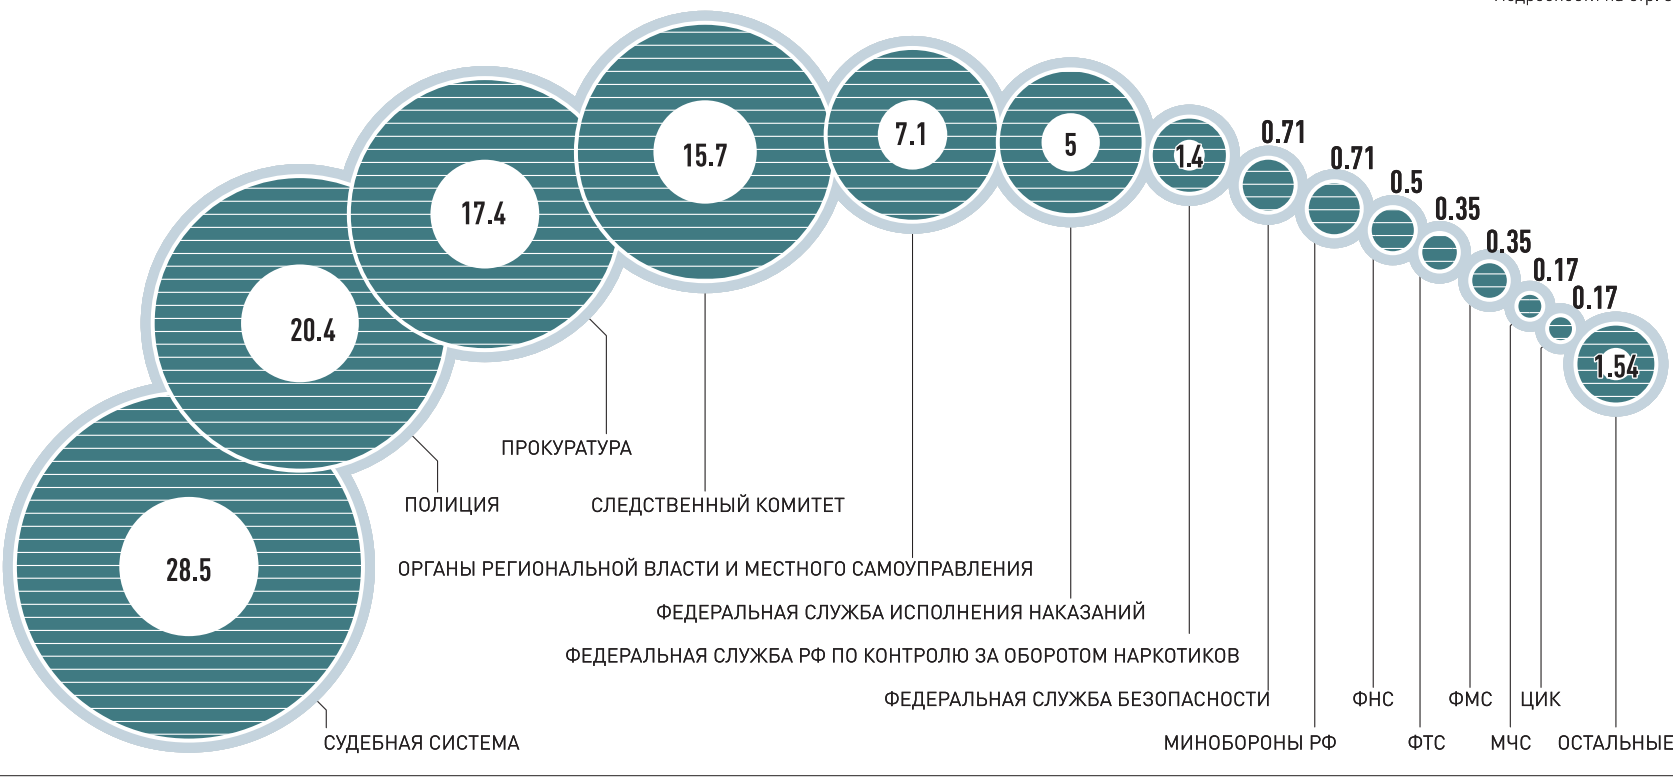 0.71
0.71
7.1
5
15.7
1.4
0.5
0.35
17.4
0.35
0.17
0.17
20.4
1.54
ПРОКУРАТУРА
ПОЛИЦИЯ
СЛЕДСТВЕННЫЙ КОМИТЕТ
28.5
ОРГАНЫ РЕГИОНАЛЬНОЙ ВЛАСТИ И МЕСТНОГО САМОУПРАВЛЕНИЯ
ФЕДЕРАЛЬНАЯ СЛУЖБА ИСПОЛНЕНИЯ НАКАЗАНИЙ
ФЕДЕРАЛЬНАЯ СЛУЖБА РФ ПО КОНТРОЛЮ ЗА ОБОРОТОМ НАРКОТИКОВ
ФЕДЕРАЛЬНАЯ СЛУЖБА БЕЗОПАСНОСТИ
ФНС
ФМС
ЦИК
СУДЕБНАЯ СИСТЕМА
МИНОБОРОНЫ РФ
ФТС
МЧС
ОСТАЛЬНЫЕ